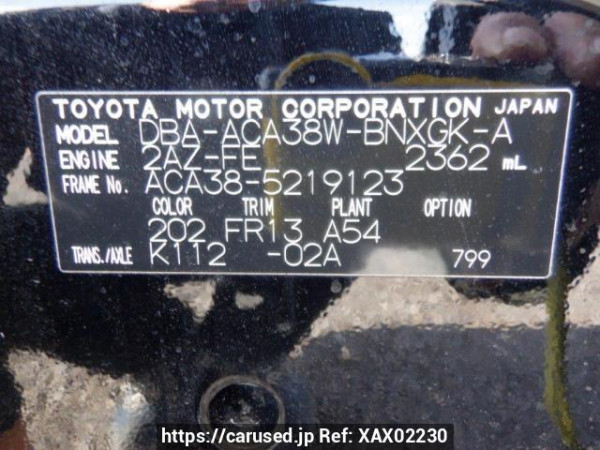 TOYOTA MOTOR CORPORATION JAPAN
MODEL DBA-ACA38W-BNXGK-A
ENGINE 2AZ-FE 2362 mL
FRAME No. ACA38-5219123
COLOR TRIM PLANT OPTION
202 FR13 A54
TRANS./AXLE K112 -02A 799
https://carused.jp Ref: XAX02230